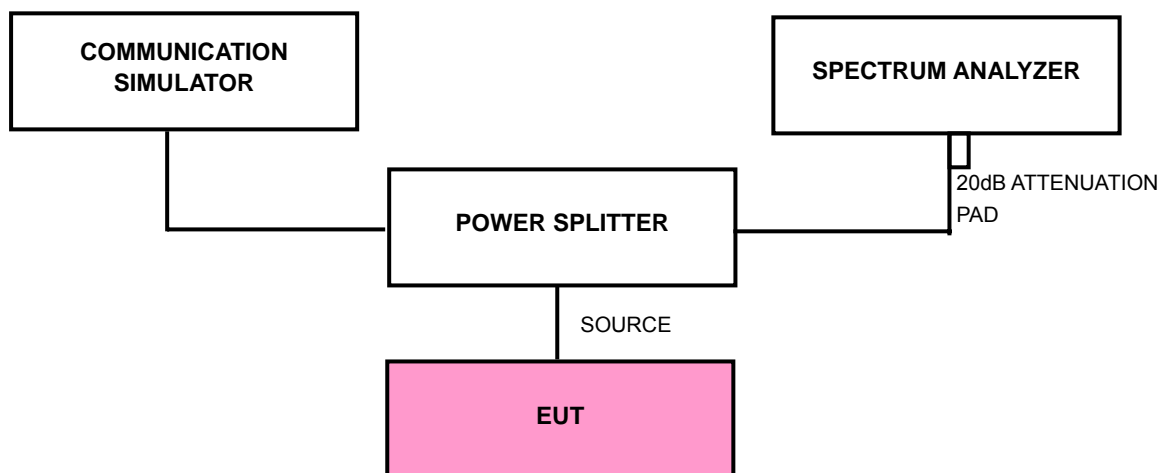 COMMUNICATION
SIMULATOR
SPECTRUM ANALYZER
20dB ATTENUATION
PAD
POWER SPLITTER
SOURCE
EUT